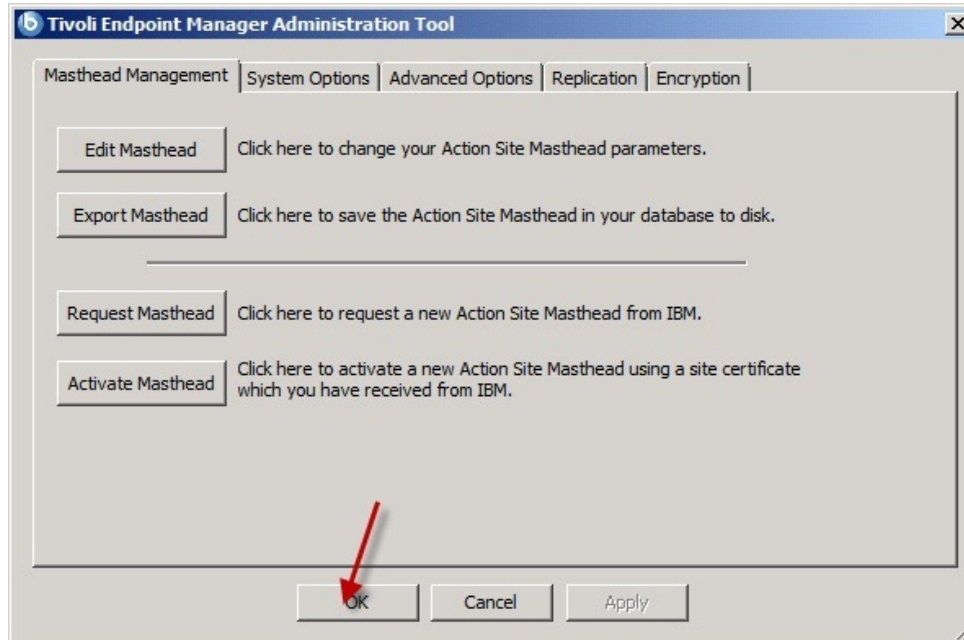 Tivoli Endpoint Manager Administration Tool
Masthead Management System Options Advanced Options Replication Encryption
Edit Masthead Click here to change your Action Site Masthead parameters.
Export Masthead Click here to save the Action Site Masthead in your database to disk.
Request Masthead Click here to request a new Action Site Masthead from IBM.
Activate Masthead Click here to activate a new Action Site Masthead using a site certificate
which you have received from IBM.
OK Cancel Apply